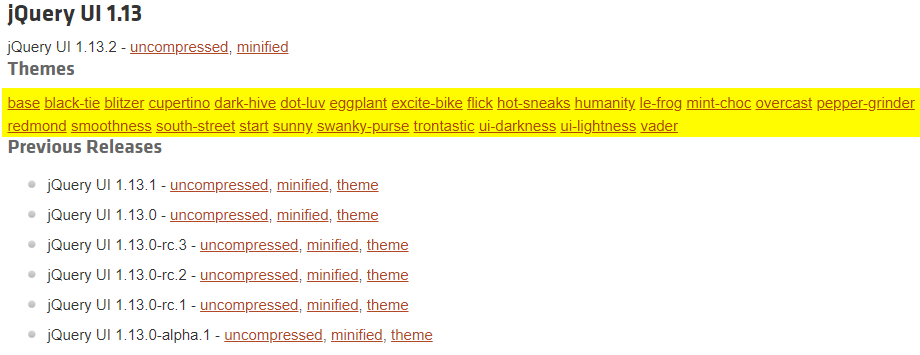 jQuery UI 1.13
jQuery UI 1.13.2 - uncompressed, minified
Themes
base black-tie blitzer cupertino dark-hive dot-luv eggplant excite-bike flick hot-sneaks humanity le-frog mint-choc overcast pepper-grinder
redmond smoothness south-street start sunny swanky-purse trontastic ui-darkness ui-lightness vader
Previous Releases
jQuery UI 1.13.1 - uncompressed, minified, theme
jQuery UI 1.13.0 - uncompressed, minified, theme
jQuery UI 1.13.0-rc.3 - uncompressed, minified, theme
jQuery UI 1.13.0-rc.2 - uncompressed, minified, theme
jQuery UI 1.13.0-rc.1 - uncompressed, minified, theme
jQuery UI 1.13.0-alpha.1 - uncompressed, minified, theme